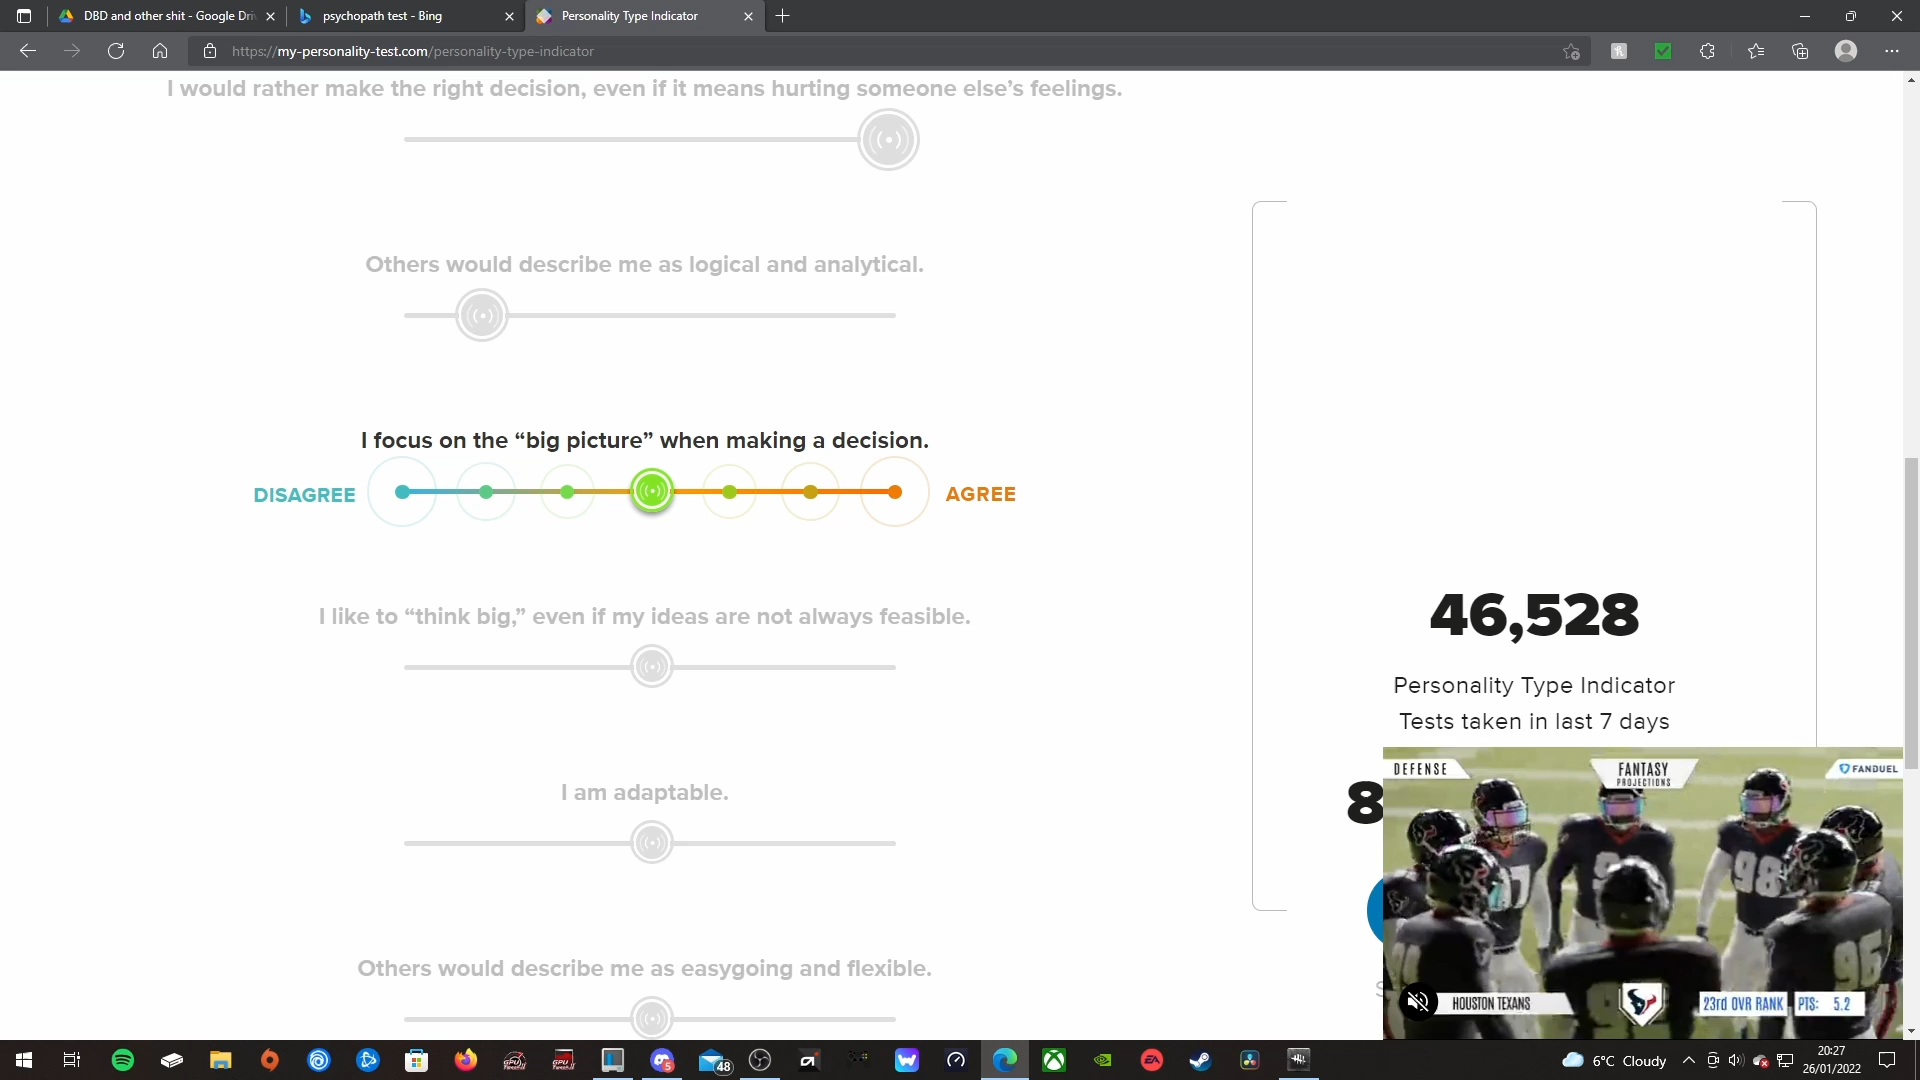 DBD and other shit - Google Dri
psychopath test - Bing
Personality Type Indicator
https://my-personality-test.com/personality-type-indicator
I would rather make the right decision, even if it means hurting someone else’s feelings.
Others would describe me as logical and analytical.
I focus on the “big picture” when making a decision.
DISAGREE
AGREE
I like to “think big,” even if my ideas are not always feasible.
I am adaptable.
Others would describe me as easygoing and flexible.
46,528
Personality Type Indicator
Tests taken in last 7 days
8
DEFENSE
FANTASY
PROJECTIONS
FANDUEL
98
95
HOUSTON TEXANS
23rd OVR RANK
PTS: 5.2
5
48
EA
6°C Cloudy
20:27
26/01/2022